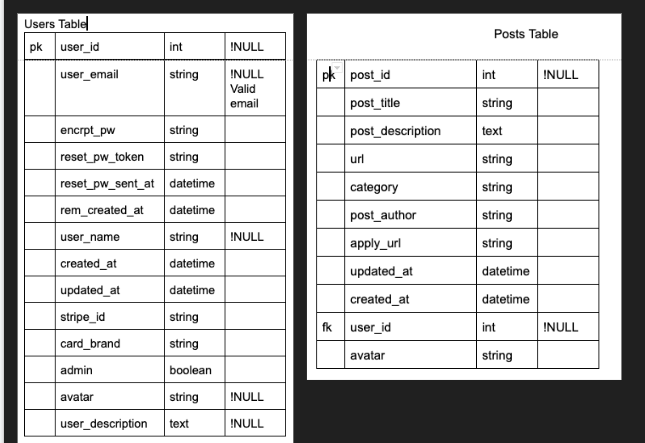 Users Table
pk user_id int !NULL
user_email string !NULL
Valid
email
encrpt_pw string
reset_pw_token string
reset_pw_sent_at datetime
rem_created_at datetime
user_name string !NULL
created_at datetime
updated_at datetime
stripe_id string
card_brand string
admin boolean
avatar string !NULL
user_description text !NULL
Posts Table
pk post_id int !NULL
post_title string
post_description text
url string
category string
post_author string
apply_url string
updated_at datetime
created_at datetime
fk user_id int !NULL
avatar string